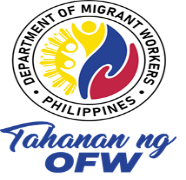 DEPARTMENT OF MIGRANT WORKERS
• PHILIPPINES •
Tahanan ng
OFW